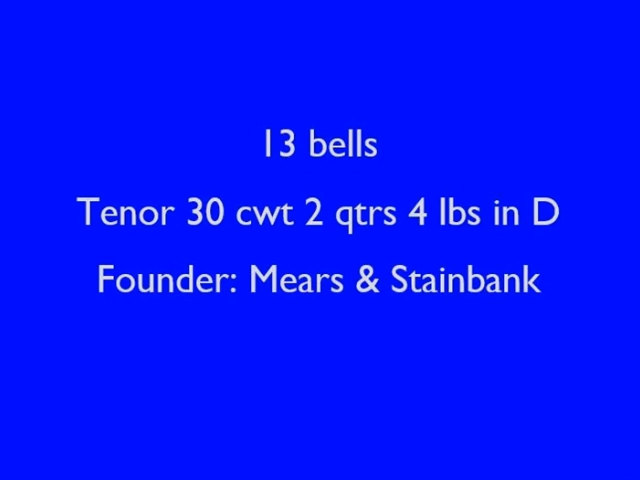 13 bells
Tenor 30 cwt 2 qtrs 4 lbs in D
Founder: Mears & Stainbank